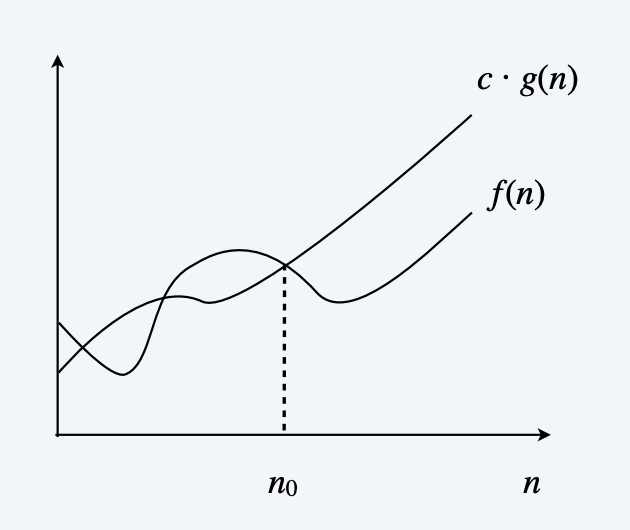 c · g(n)
f(n)
n₀
n